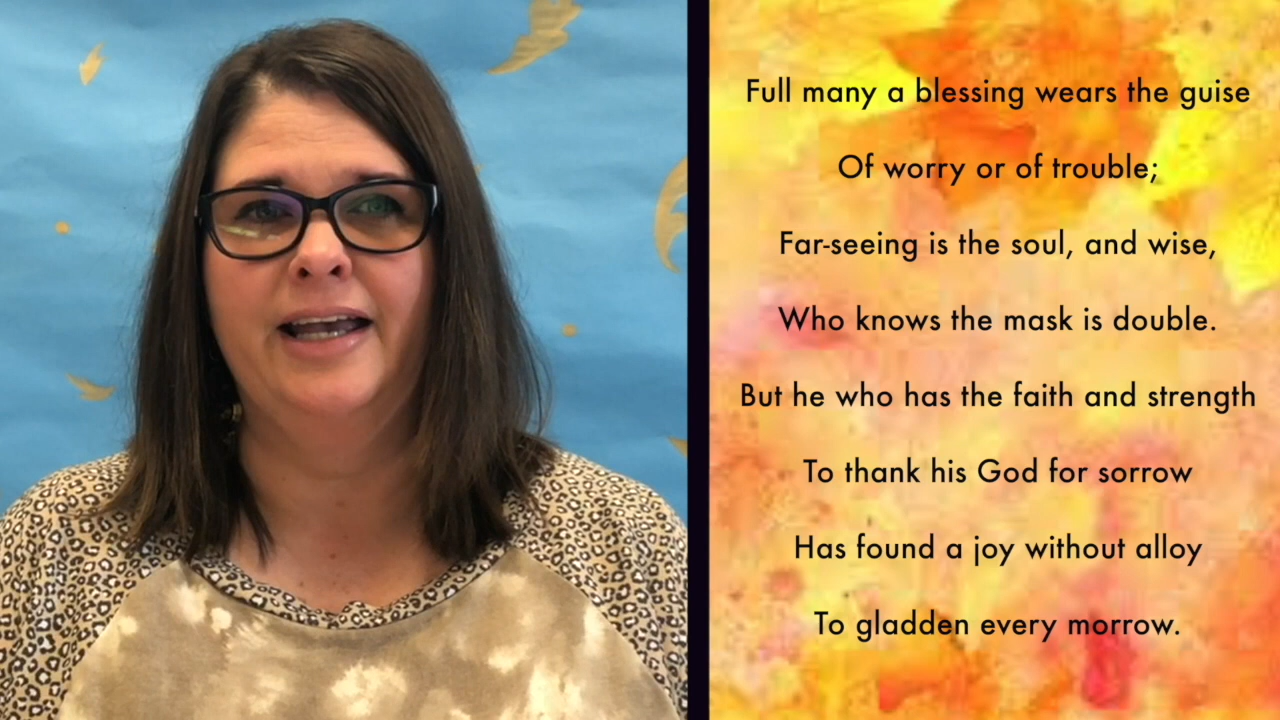 Full many a blessing wears the guise
Of worry or of trouble;
Far-seeing is the soul, and wise,
Who knows the mask is double.
But he who has the faith and strength
To thank his God for sorrow
Has found a joy without alloy
To gladden every morrow.